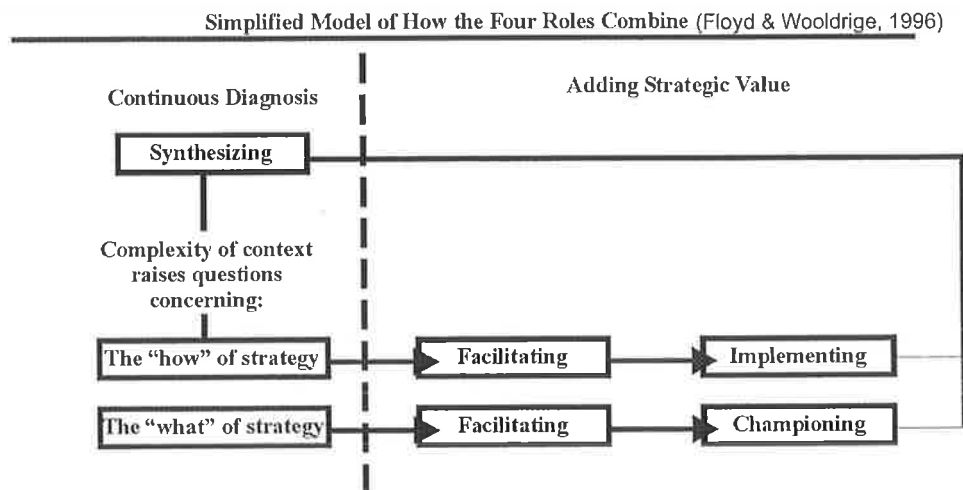 Simplified Model of How the Four Roles Combine (Floyd & Wooldrige, 1996)
Continuous Diagnosis
Adding Strategic Value
Synthesizing
Complexity of context
raises questions
concerning:
The “how” of strategy
Facilitating
Implementing
The “what” of strategy
Facilitating
Championing